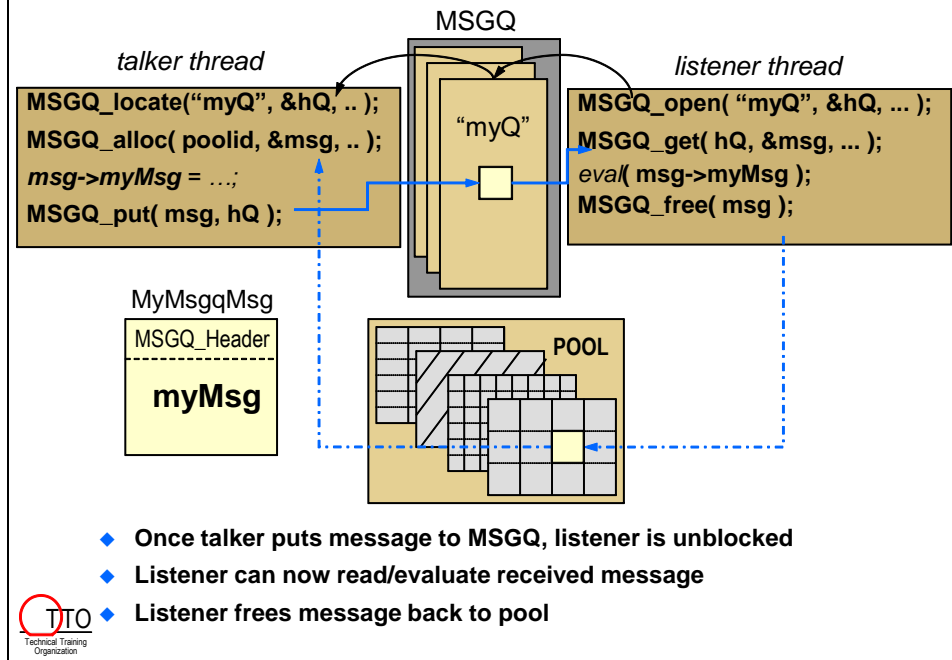 MSGQ
talker thread
listener thread
MSGQ_locate(“myQ”, &hQ, .. );
MSGQ_alloc( poolid, &msg, .. );
msg->myMsg = …;
MSGQ_put( msg, hQ );
“myQ”
MSGQ_open( “myQ”, &hQ, ... );
MSGQ_get( hQ, &msg, ... );
eval( msg->myMsg );
MSGQ_free( msg );
MyMsgqMsg
MSGQ_Header
myMsg
POOL
Once talker puts message to MSGQ, listener is unblocked
Listener can now read/evaluate received message
Listener frees message back to pool
TTO
Technical Training
Organization